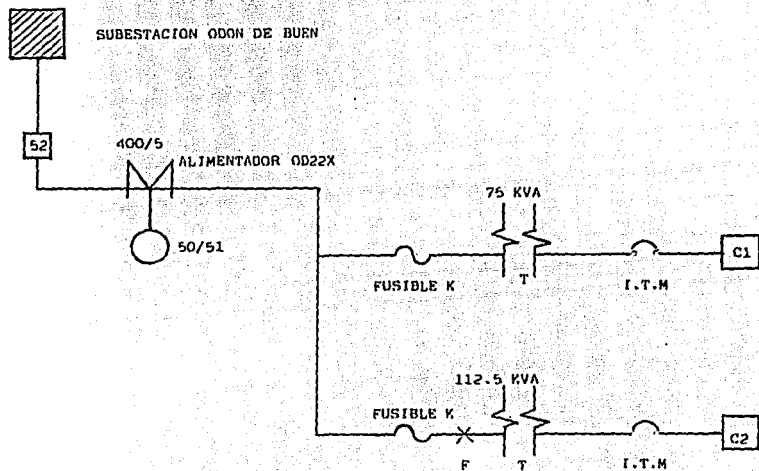 SUBESTACION ODON DE BUEN
52
400/5
ALIMENTADOR OD22X
50/51
75 KVA
FUSIBLE K
T
I.T.M
C1
112.5 KVA
FUSIBLE K
F
T
I.T.M
C2